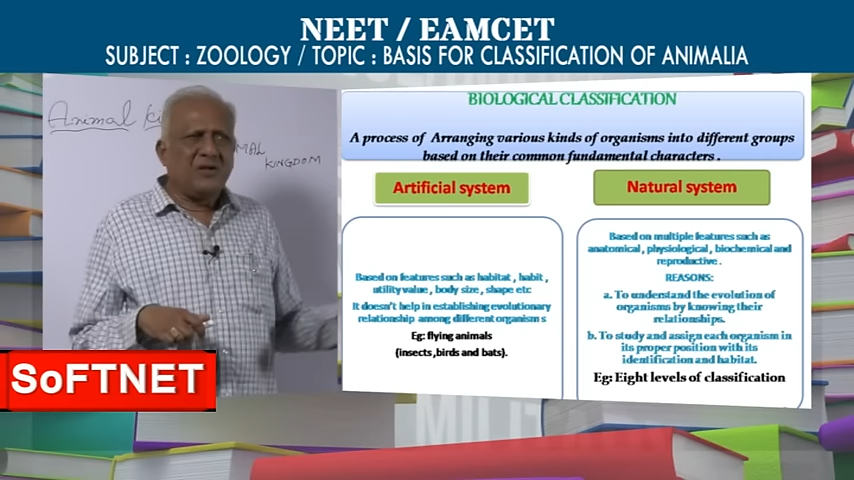 NEET / EAMCET
SUBJECT : ZOOLOGY / TOPIC : BASIS FOR CLASSIFICATION OF ANIMALIA
Animal
MAL
KINGDOM
BIOLOGICAL CLASSIFICATION
A process of Arranging various kinds of organisms into different groups
based on their common fundamental characters .
Artificial system
Based on features such as habitat , habit ,
utility value , body size , shape etc
It doesn't help in establishing evolutionary
relationship among different organism s
Eg: flying animals
(insects ,birds and bats).
Natural system
Based on multiple features such as
anatomical , physiological , biochemical and
reproductive .
REASONS:
a. To understand the evolution of
organisms by knowing their
relationships.
b. To study and assign each organism in
its proper position with its
identification and habitat.
Eg: Eight levels of classification
SoFTNET